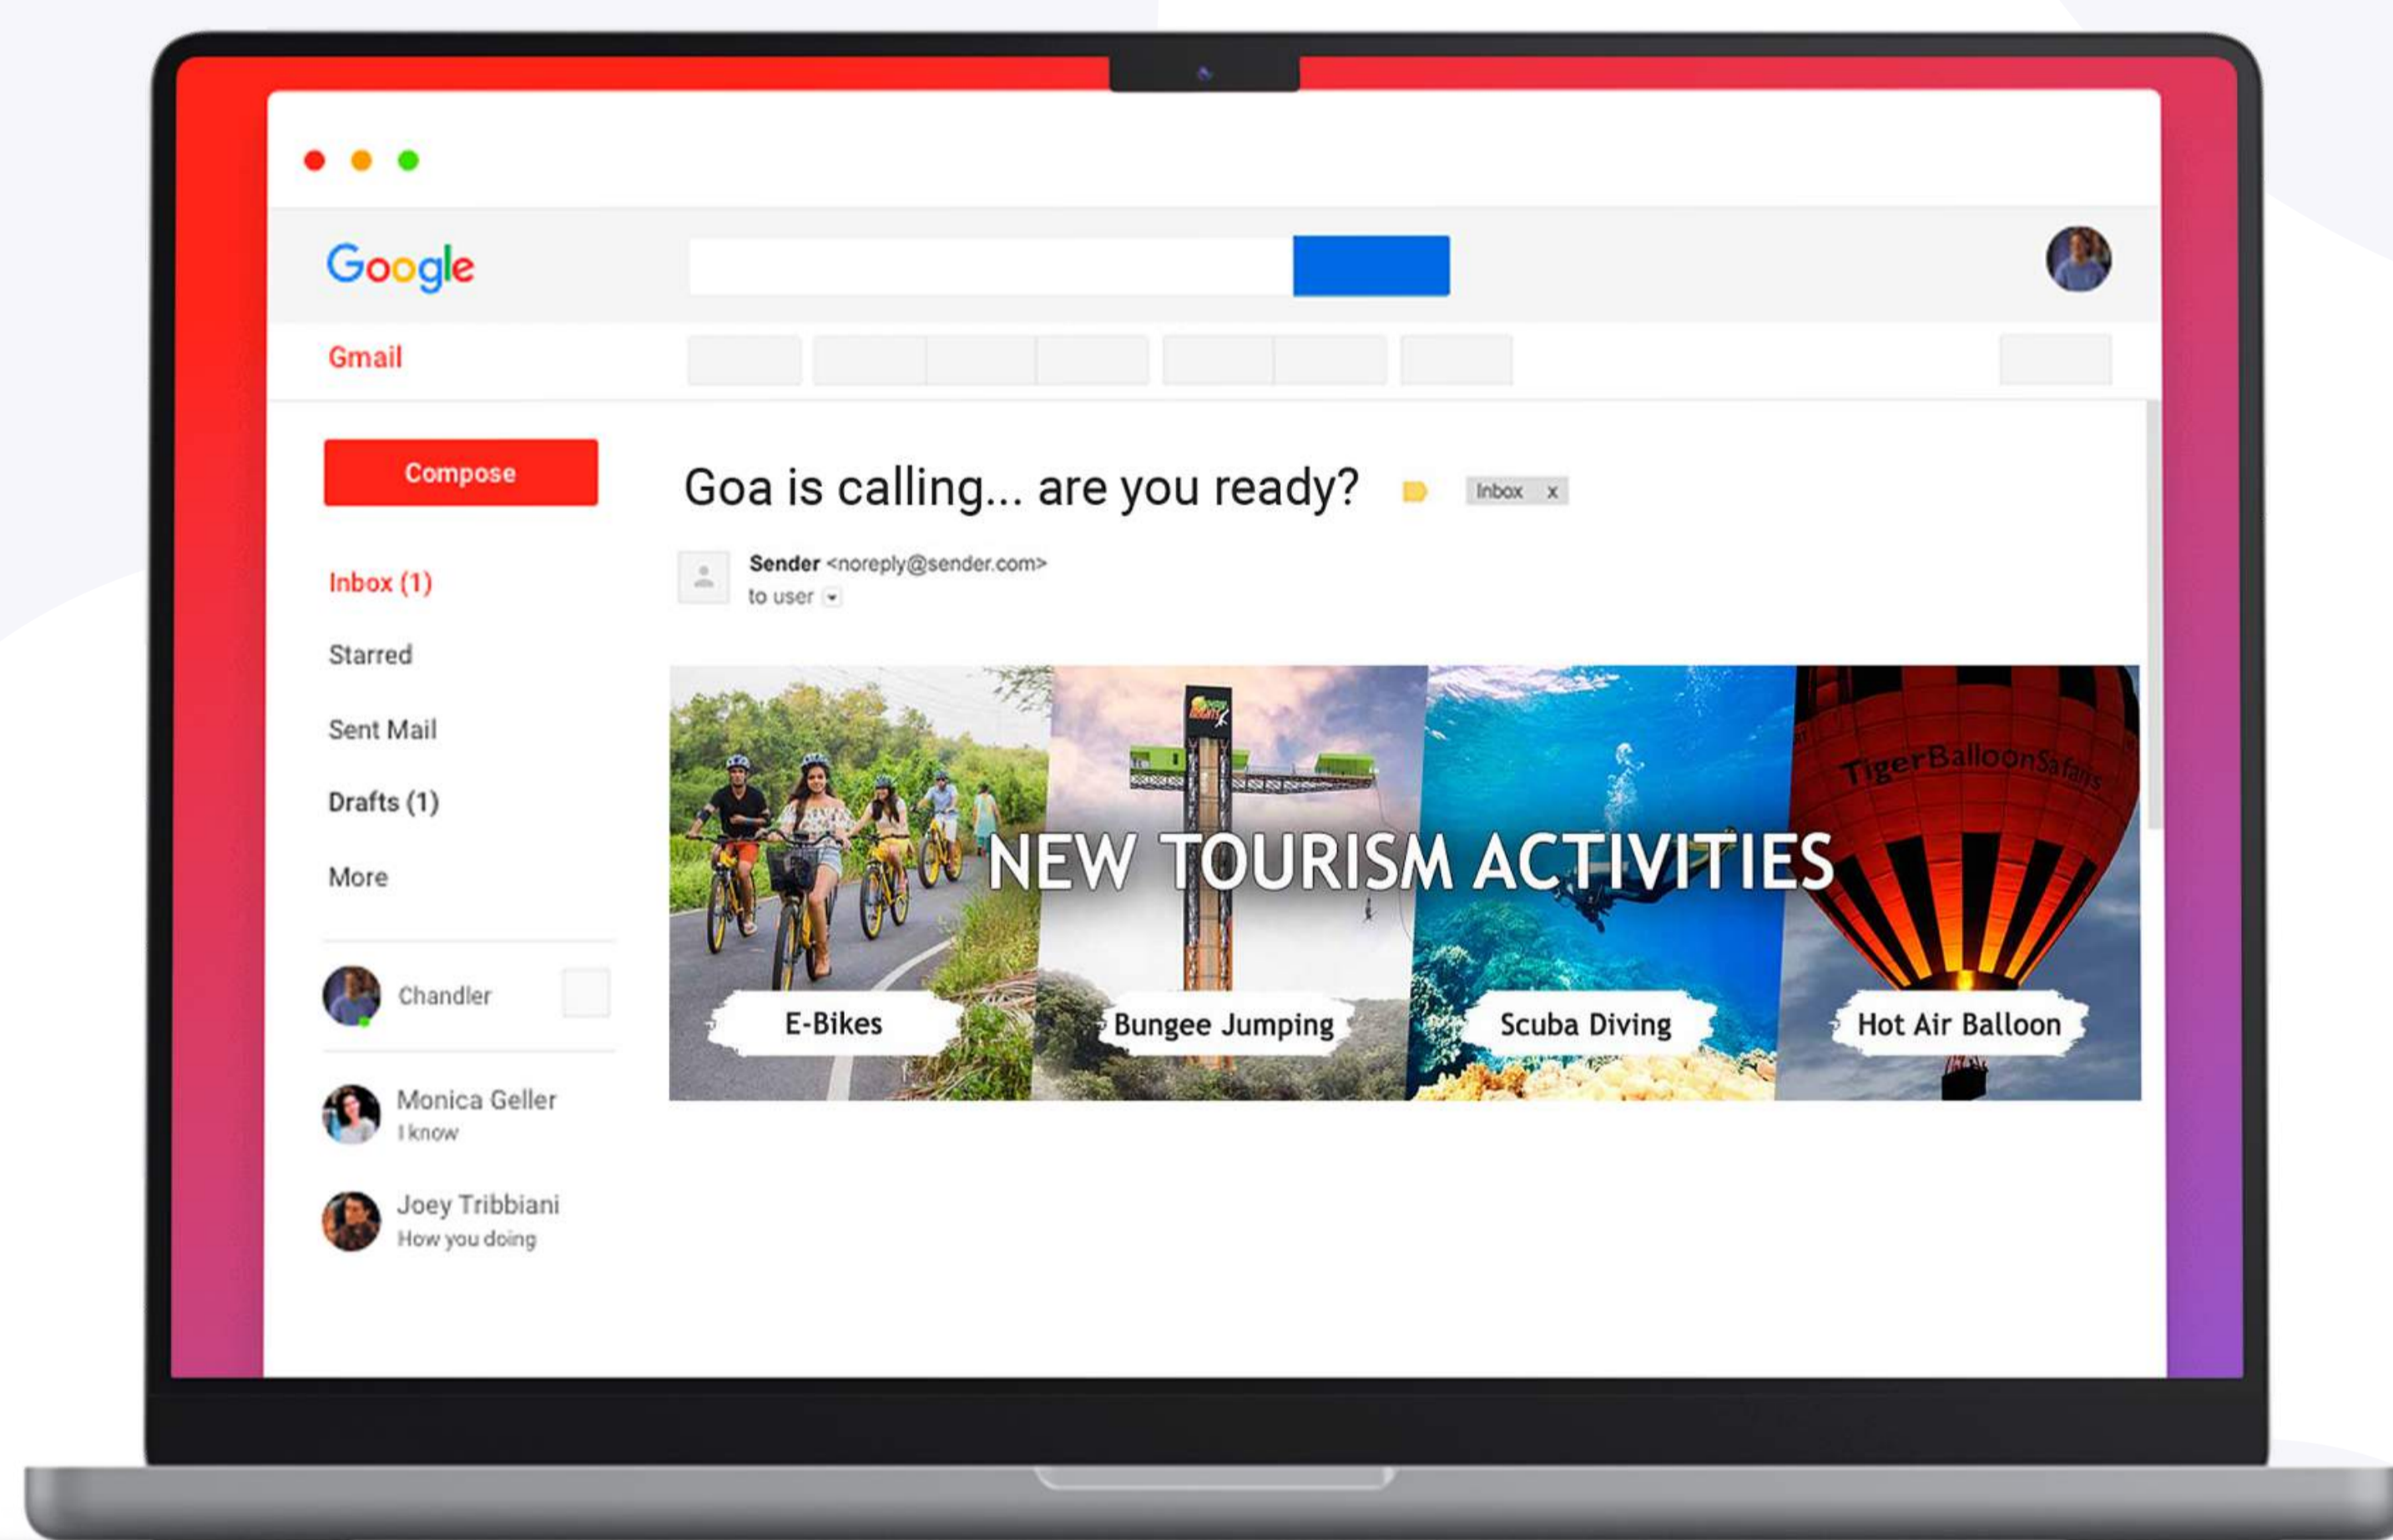 Google
Gmail
Compose
Inbox (1)
Starred
Sent Mail
Drafts (1)
More
Chandler
Monica Geller
I know
Joey Tribbiani
How you doing
Goa is calling... are you ready?
Inbox x
Sender <noreply@sender.com>
to user
TigerBalloonSafaris
NEW TOURISM ACTIVITIES
E-Bikes
Bungee Jumping
Scuba Diving
Hot Air Balloon